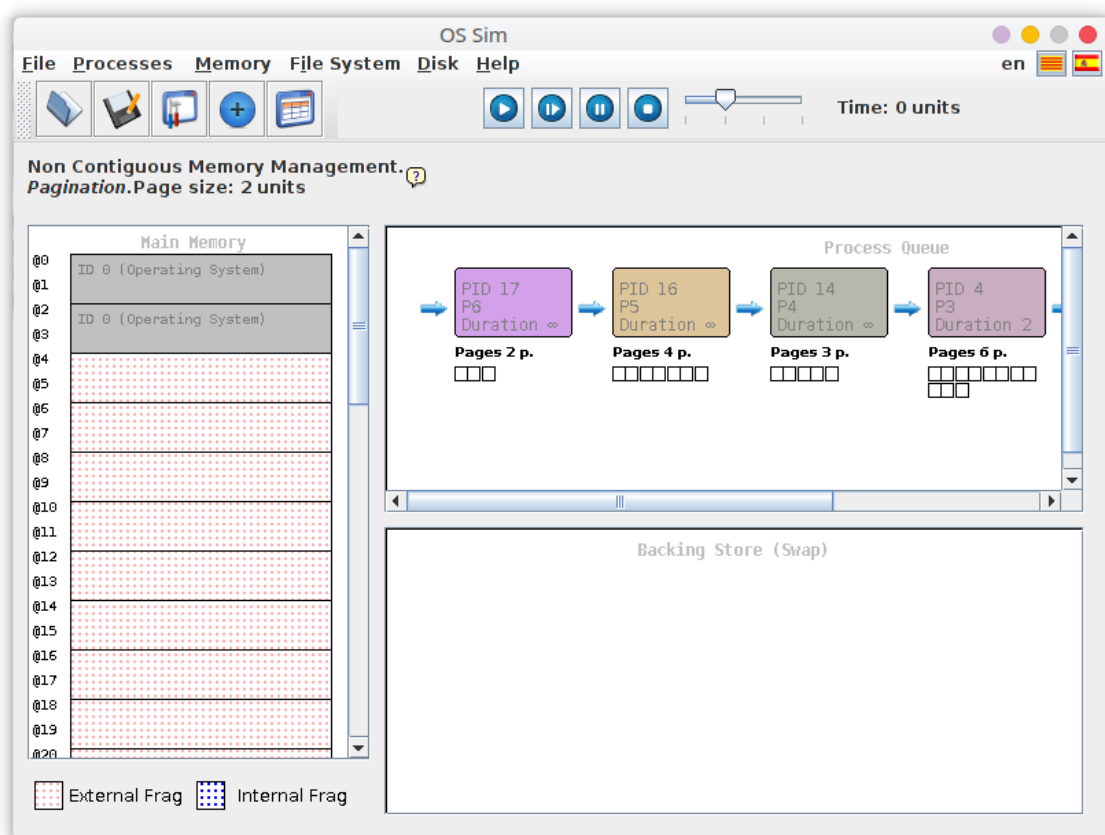 OS Sim
File Processes Memory File System Disk Help
en
Time: 0 units
Non Contiguous Memory Management.
?
Pagination.Page size: 2 units
Main Memory
@0
ID 0 (Operating System)
@1
@2
ID 0 (Operating System)
@3
@4
@5
@6
@7
@8
@9
@10
@11
@12
@13
@14
@15
@16
@17
@18
@19
@20
External Frag
Internal Frag
Process Queue
PID 17
P6
Duration ∞
Pages 2 p.
PID 16
P5
Duration ∞
Pages 4 p.
PID 14
P4
Duration ∞
Pages 3 p.
PID 4
P3
Duration 2
Pages 6 p.
Backing Store (Swap)